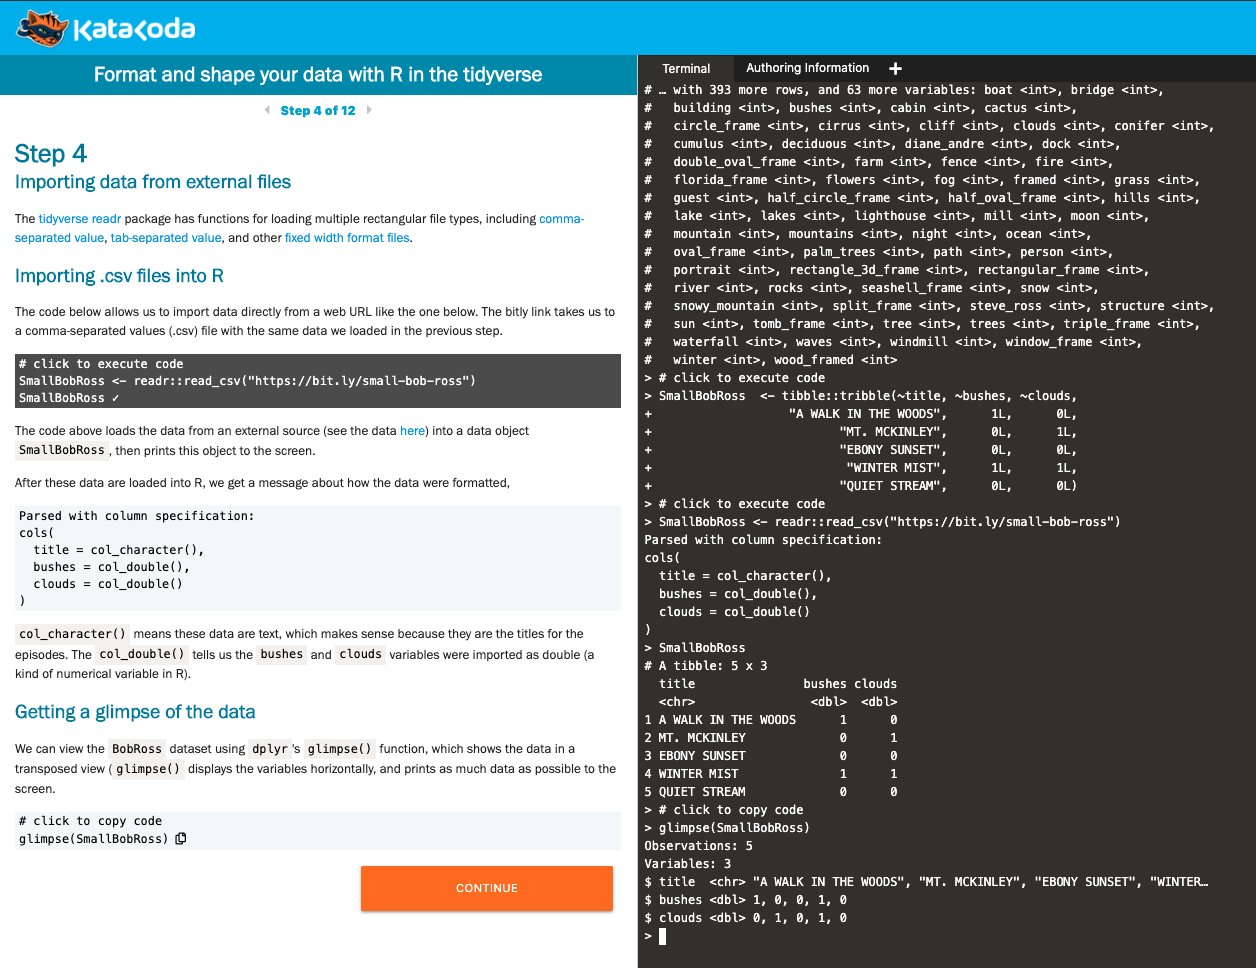 KataKoda
Format and shape your data with R in the tidyverse
Step 4 of 12
Step 4
Importing data from external files
The tidyverse readr package has functions for loading multiple rectangular file types, including comma-
separated value, tab-separated value, and other fixed width format files.
Importing .csv files into R
The code below allows us to import data directly from a web URL like the one below. The bitly link takes us to
a comma-separated values (.csv) file with the same data we loaded in the previous step.
# click to execute code
SmallBobRoss <- readr::read_csv("https://bit.ly/small-bob-ross")
SmallBobRoss ✓
The code above loads the data from an external source (see the data here) into a data object
SmallBobRoss , then prints this object to the screen.
After these data are loaded into R, we get a message about how the data were formatted,
Parsed with column specification:
cols(
  title = col_character(),
  bushes = col_double(),
  clouds = col_double()
)
col_character() means these data are text, which makes sense because they are the titles for the
episodes. The col_double() tells us the bushes and clouds variables were imported as double (a
kind of numerical variable in R).
Getting a glimpse of the data
We can view the BobRoss dataset using dplyr 's glimpse() function, which shows the data in a
transposed view ( glimpse() displays the variables horizontally, and prints as much data as possible to the
screen.
# click to copy code
glimpse(SmallBobRoss)
CONTINUE
Terminal Authoring Information +
# … with 393 more rows, and 63 more variables: boat <int>, bridge <int>,
#   building <int>, bushes <int>, cabin <int>, cactus <int>,
#   circle_frame <int>, cirrus <int>, cliff <int>, clouds <int>, conifer <int>,
#   cumulus <int>, deciduous <int>, diane_andre <int>, dock <int>,
#   double_oval_frame <int>, farm <int>, fence <int>, fire <int>,
#   florida_frame <int>, flowers <int>, fog <int>, framed <int>, grass <int>,
#   guest <int>, half_circle_frame <int>, half_oval_frame <int>, hills <int>,
#   lake <int>, lakes <int>, lighthouse <int>, mill <int>, moon <int>,
#   mountain <int>, mountains <int>, night <int>, ocean <int>,
#   oval_frame <int>, palm_trees <int>, path <int>, person <int>,
#   portrait <int>, rectangle_3d_frame <int>, rectangular_frame <int>,
#   river <int>, rocks <int>, seashell_frame <int>, snow <int>,
#   snowy_mountain <int>, split_frame <int>, steve_ross <int>, structure <int>,
#   sun <int>, tomb_frame <int>, tree <int>, trees <int>, triple_frame <int>,
#   waterfall <int>, waves <int>, windmill <int>, window_frame <int>,
#   winter <int>, wood_framed <int>
> # click to execute code
> SmallBobRoss  <- tibble::tribble(~title, ~bushes, ~clouds,
+                   "A WALK IN THE WOODS",      1L,      0L,
+                          "MT. MCKINLEY",      0L,      1L,
+                          "EBONY SUNSET",      0L,      0L,
+                           "WINTER MIST",      1L,      1L,
+                          "QUIET STREAM",      0L,      0L)
> # click to execute code
> SmallBobRoss <- readr::read_csv("https://bit.ly/small-bob-ross")
Parsed with column specification:
cols(
  title = col_character(),
  bushes = col_double(),
  clouds = col_double()
)
> SmallBobRoss
# A tibble: 5 x 3
  title               bushes clouds
  <chr>                <dbl>  <dbl>
1 A WALK IN THE WOODS      1      0
2 MT. MCKINLEY             0      1
3 EBONY SUNSET             0      0
4 WINTER MIST              1      1
5 QUIET STREAM             0      0
> # click to copy code
> glimpse(SmallBobRoss)
Observations: 5
Variables: 3
$ title  <chr> "A WALK IN THE WOODS", "MT. MCKINLEY", "EBONY SUNSET", "WINTER…
$ bushes <dbl> 1, 0, 0, 1, 0
$ clouds <dbl> 0, 1, 0, 1, 0
>